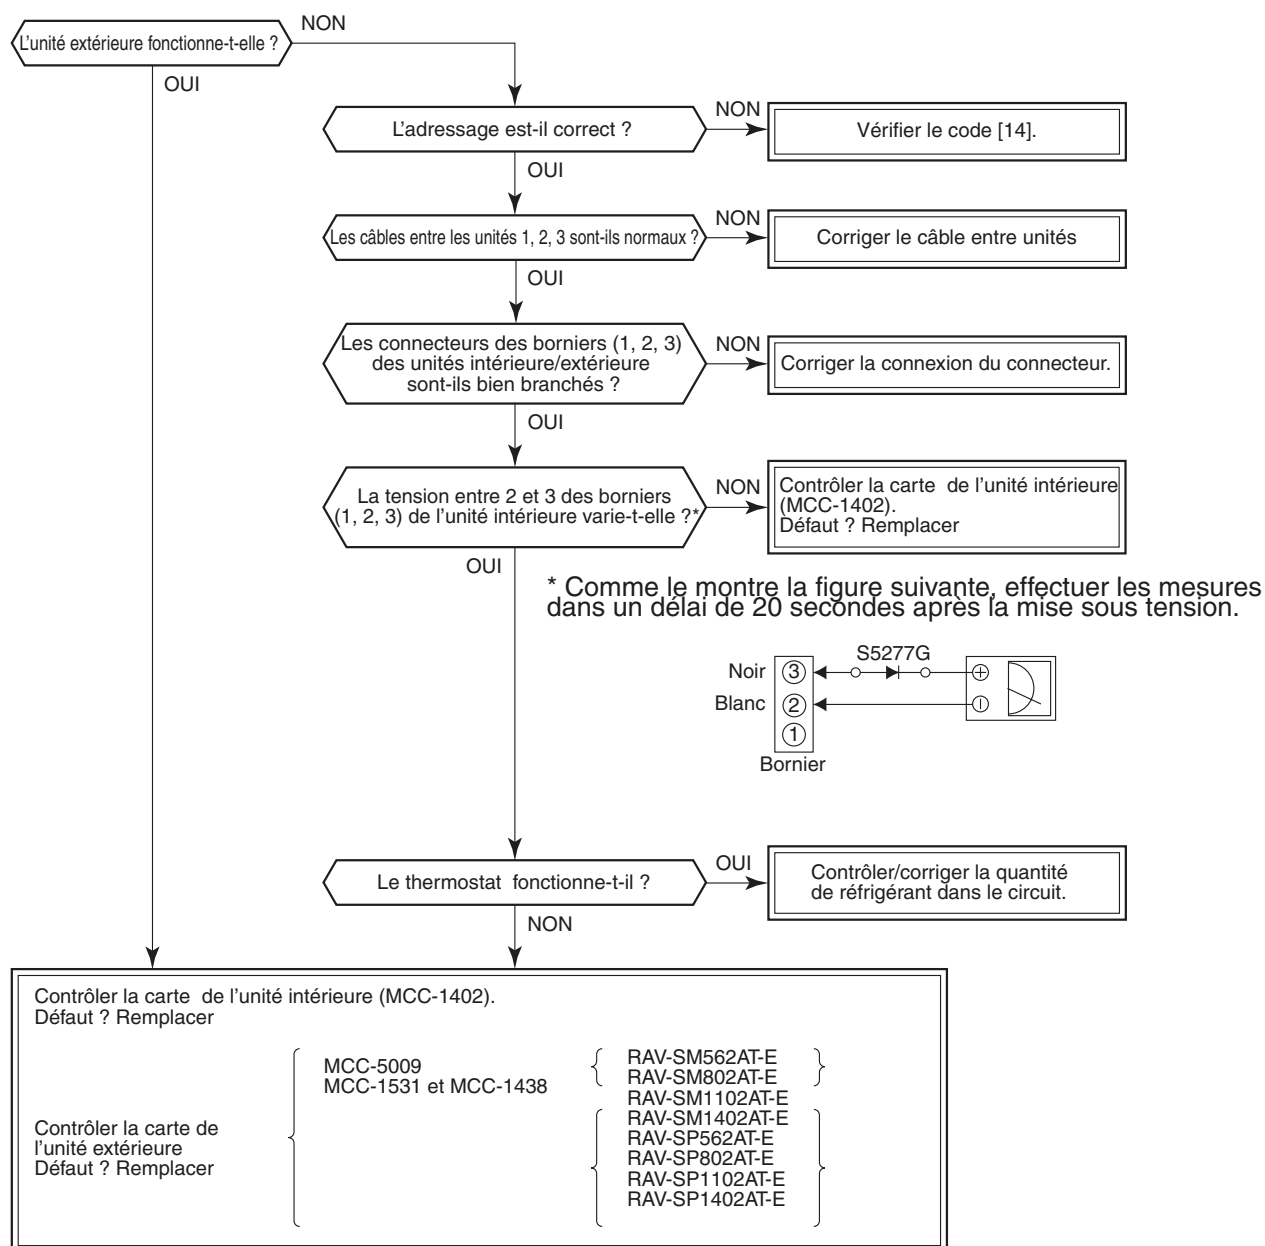 L'unité extérieure fonctionne-t-elle ?
NON
OUI
L'adressage est-il correct ?
NON
Vérifier le code [14].
OUI
Les câbles entre les unités 1, 2, 3 sont-ils normaux ?
NON
Corriger le câble entre unités
OUI
Les connecteurs des borniers (1, 2, 3)
des unités intérieure/extérieure
sont-ils bien branchés ?
NON
Corriger la connexion du connecteur.
OUI
La tension entre 2 et 3 des borniers
(1, 2, 3) de l'unité intérieure varie-t-elle ?*
NON
Contrôler la carte de l'unité intérieure
(MCC-1402).
Défaut ? Remplacer
OUI
* Comme le montre la figure suivante, effectuer les mesures
dans un délai de 20 secondes après la mise sous tension.
S5277G
Noir ③
Blanc ②
①
Bornier
Le thermostat fonctionne-t-il ?
OUI
Contrôler/corriger la quantité
de réfrigérant dans le circuit.
NON
Contrôler la carte de l'unité intérieure (MCC-1402).
Défaut ? Remplacer
Contrôler la carte de
l'unité extérieure
Défaut ? Remplacer
MCC-5009
MCC-1531 et MCC-1438
RAV-SM562AT-E
RAV-SM802AT-E
RAV-SM1102AT-E
RAV-SM1402AT-E
RAV-SP562AT-E
RAV-SP802AT-E
RAV-SP1102AT-E
RAV-SP1402AT-E